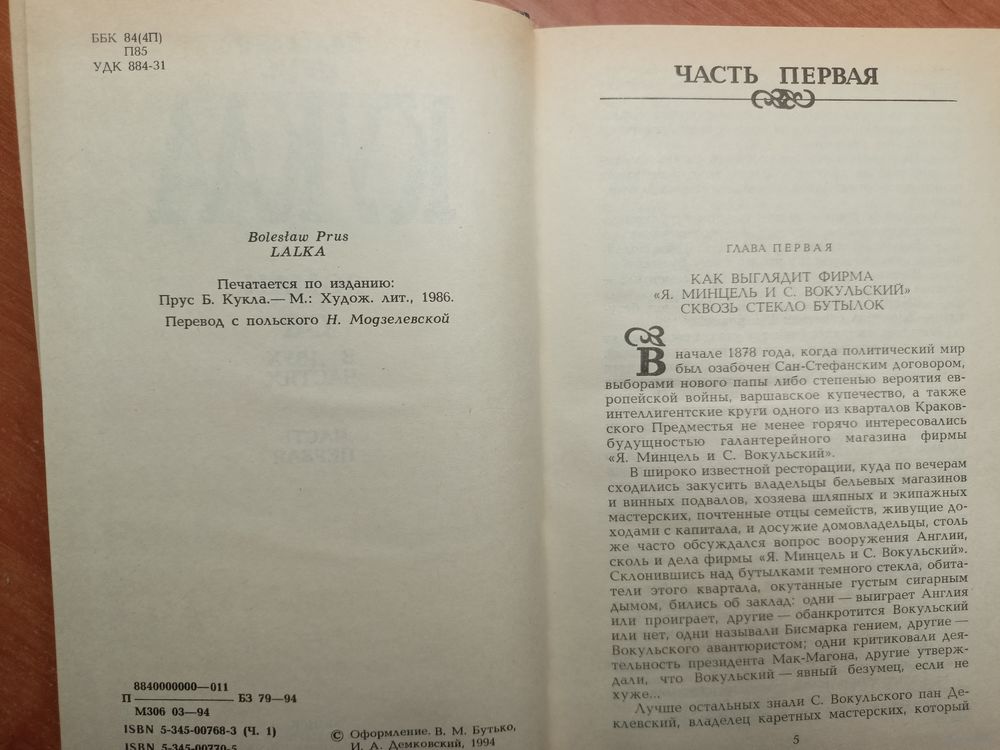 ББК 84(4П)
П85
УДК 884-31
Bolesław Prus
LALKA
Печатается по изданию:
Прус Б. Кукла.— М.: Худож. лит., 1986.
Перевод с польского Н. Модзелевской
8840000000—011
П ———— БЗ 79—94
М306 03—94
ISBN 5-345-00768-3 (Ч. 1)
ISBN 5-345-00770-5
© Оформление. В. М. Бутько,
И. А. Демковский, 1994
ЧАСТЬ ПЕРВАЯ
ГЛАВА ПЕРВАЯ
КАК ВЫГЛЯДИТ ФИРМА
«Я. МИНЦЕЛЬ И С. ВОКУЛЬСКИЙ»
СКВОЗЬ СТЕКЛО БУТЫЛОК
В начале 1878 года, когда политический мир
был озабочен Сан-Стефанским договором,
выборами нового папы либо степенью вероятия ев-
ропейской войны, варшавское купечество, а также
интеллигентские круги одного из кварталов Краков-
ского Предместья не менее горячо интересовались
будущностью галантерейного магазина фирмы
«Я. Минцель и С. Вокульский».
В широко известной ресторации, куда по вечерам
сходились закусить владельцы бельевых магазинов
и винных подвалов, хозяева шляпных и экипажных
мастерских, почтенные отцы семейств, живущие до-
ходами с капитала, и досужие домовладельцы, столь
же часто обсуждался вопрос вооружения Англии,
сколь и дела фирмы «Я. Минцель и С. Вокульский».
Склонившись над бутылками темного стекла, обита-
тели этого квартала, окутанные густым сигарным
дымом, бились об заклад: одни — выиграет Англия
или проиграет, другие — обанкротится Вокульский
или нет, одни называли Бисмарка гением, другие —
Вокульского авантюристом; одни критиковали дея-
тельность президента Мак-Магона, другие утверж-
дали, что Вокульский — явный безумец, если не
хуже...
Лучше остальных знали С. Вокульского пан Де-
клевский, владелец каретных мастерских, который
5